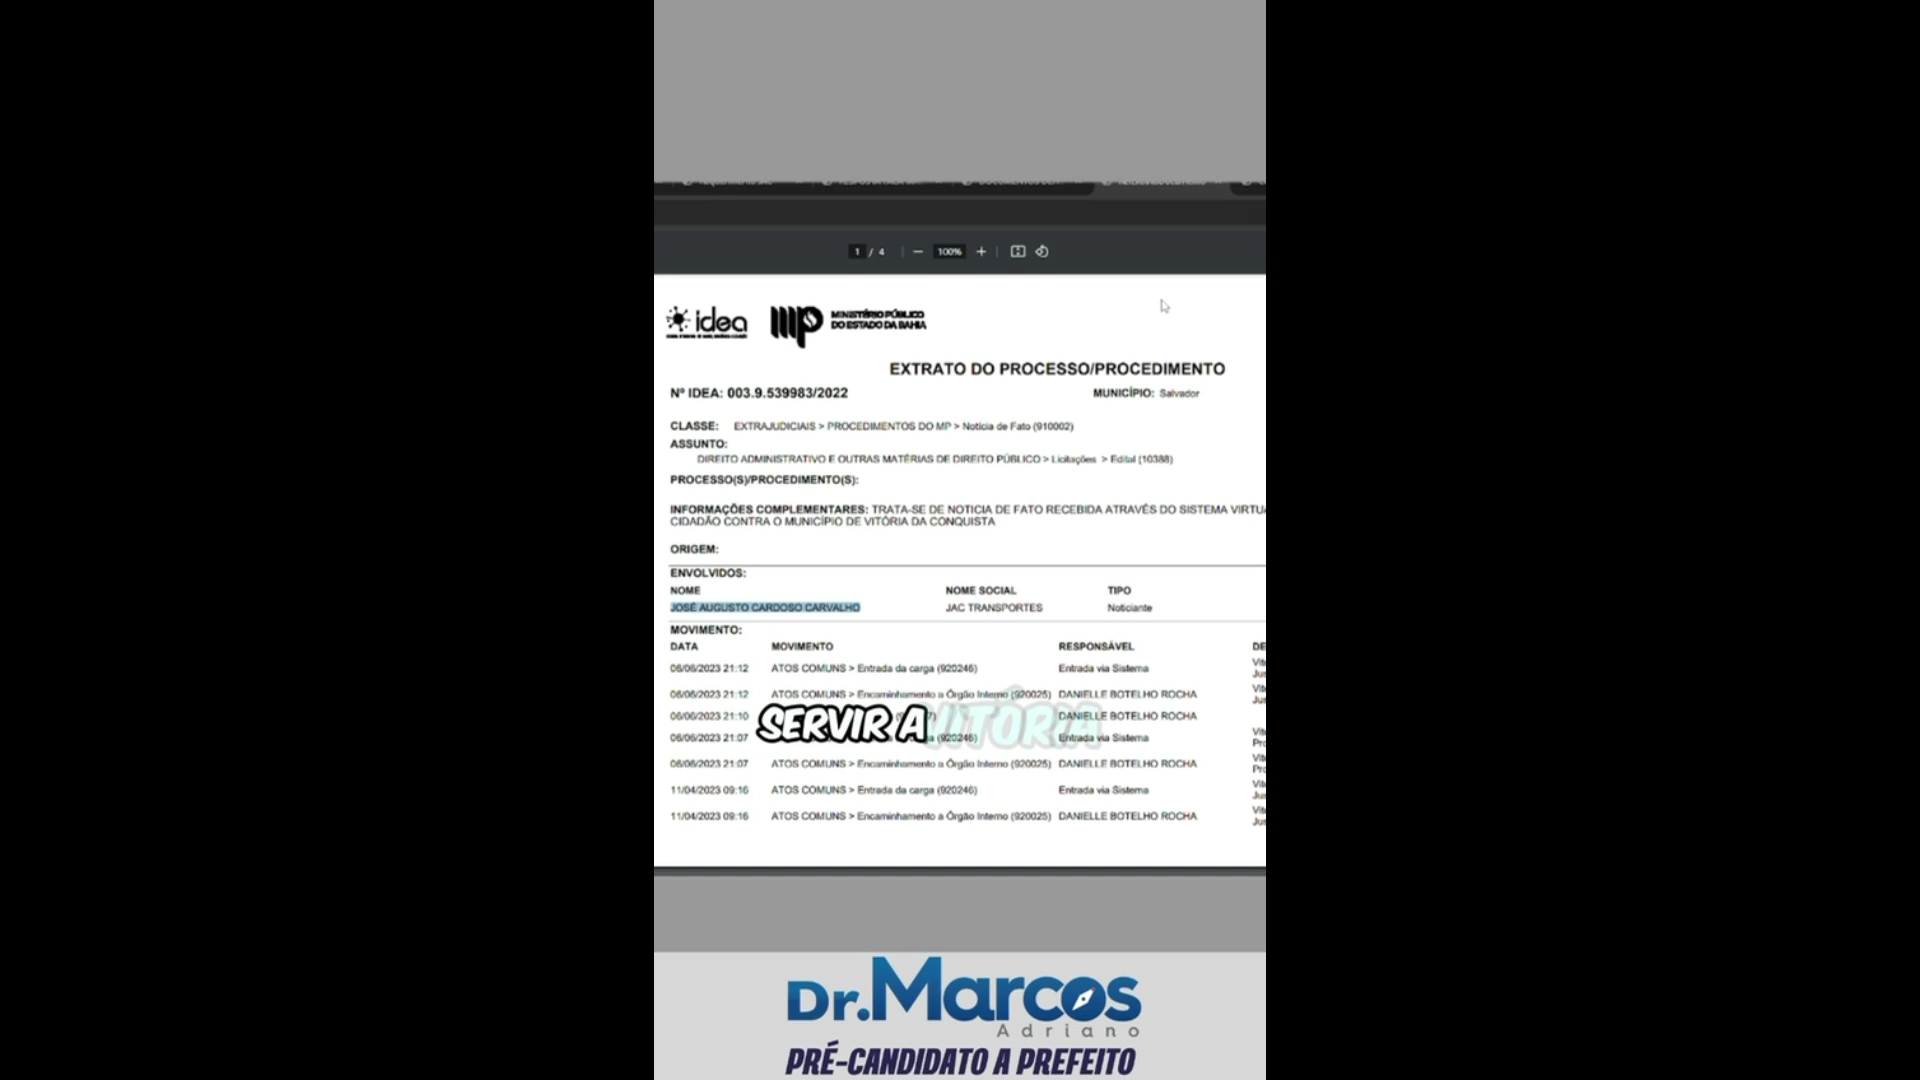 1 / 4 — 100% +
idea
MINISTÉRIO PÚBLICO
DO ESTADO DA BAHIA
EXTRATO DO PROCESSO/PROCEDIMENTO
Nº IDEA: 003.9.539983/2022 MUNICÍPIO: Salvador
CLASSE: EXTRAJUDICIAIS > PROCEDIMENTOS DO MP > Notícia de Fato (910002)
ASSUNTO:
DIREITO ADMINISTRATIVO E OUTRAS MATÉRIAS DE DIREITO PÚBLICO > Licitações > Edital (10388)
PROCESSO(S)/PROCEDIMENTO(S):
INFORMAÇÕES COMPLEMENTARES: TRATA-SE DE NOTICIA DE FATO RECEBIDA ATRAVÉS DO SISTEMA VIRTU
CIDADÃO CONTRA O MUNICÍPIO DE VITÓRIA DA CONQUISTA
ORIGEM:
ENVOLVIDOS:
NOME NOME SOCIAL TIPO
JOSÉ AUGUSTO CARDOSO CARVALHO JAC TRANSPORTES Noticiante
MOVIMENTO:
DATA MOVIMENTO RESPONSÁVEL DE
06/06/2023 21:12 ATOS COMUNS > Entrada da carga (920246) Entrada via Sistema Vit
06/06/2023 21:12 ATOS COMUNS > Encaminhamento a Órgão Interno (920025) DANIELLE BOTELHO ROCHA Vit
06/06/2023 21:10 DANIELLE BOTELHO ROCHA
SERVIR A VITÓRIA
06/06/2023 21:07 (920246) Entrada via Sistema Vit
06/06/2023 21:07 ATOS COMUNS > Encaminhamento a Órgão Interno (920025) DANIELLE BOTELHO ROCHA Vit
11/04/2023 09:16 ATOS COMUNS > Entrada da carga (920246) Entrada via Sistema Vit
11/04/2023 09:16 ATOS COMUNS > Encaminhamento a Órgão Interno (920025) DANIELLE BOTELHO ROCHA Vit
Dr. Marcos
Adriano
PRÉ-CANDIDATO A PREFEITO